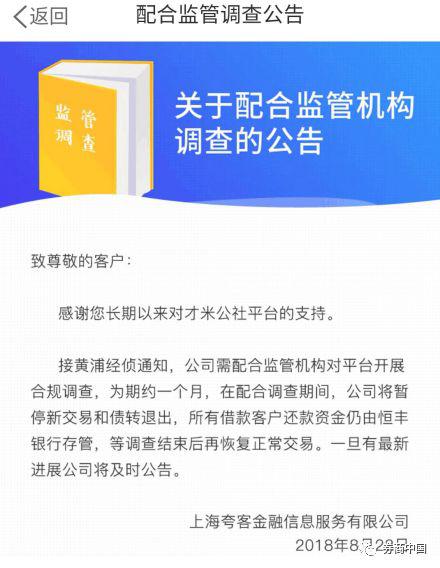 返回
配合监管调查公告
监管
调查
关于配合监管机构
调查的公告
致尊敬的客户：
感谢您长期以来对才米公社平台的支持。
接黄浦经侦通知，公司需配合监管机构对平台开展
合规调查，为期约一个月，在配合调查期间，公司将暂
停新交易和债转退出，所有借款客户还款资金仍由恒丰
银行存管，等调查结束后再恢复正常交易。一旦有最新
进展公司将及时公告。
上海夸客金融信息服务有限公司
2018年8月
券商中国